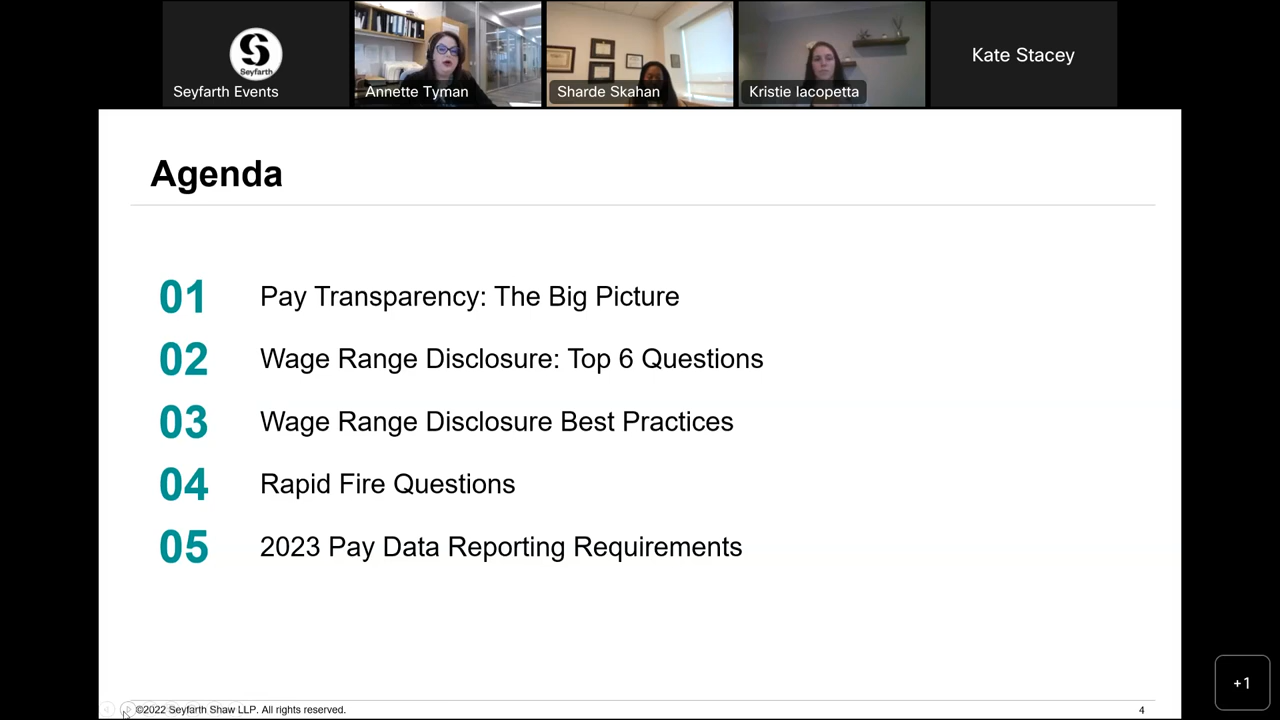 Seyfarth
Seyfarth Events
Annette Tyman
Sharde Skahan
Kristie Iacopetta
Kate Stacey
Agenda
01 Pay Transparency: The Big Picture
02 Wage Range Disclosure: Top 6 Questions
03 Wage Range Disclosure Best Practices
04 Rapid Fire Questions
05 2023 Pay Data Reporting Requirements
+1
©2022 Seyfarth Shaw LLP. All rights reserved.
4